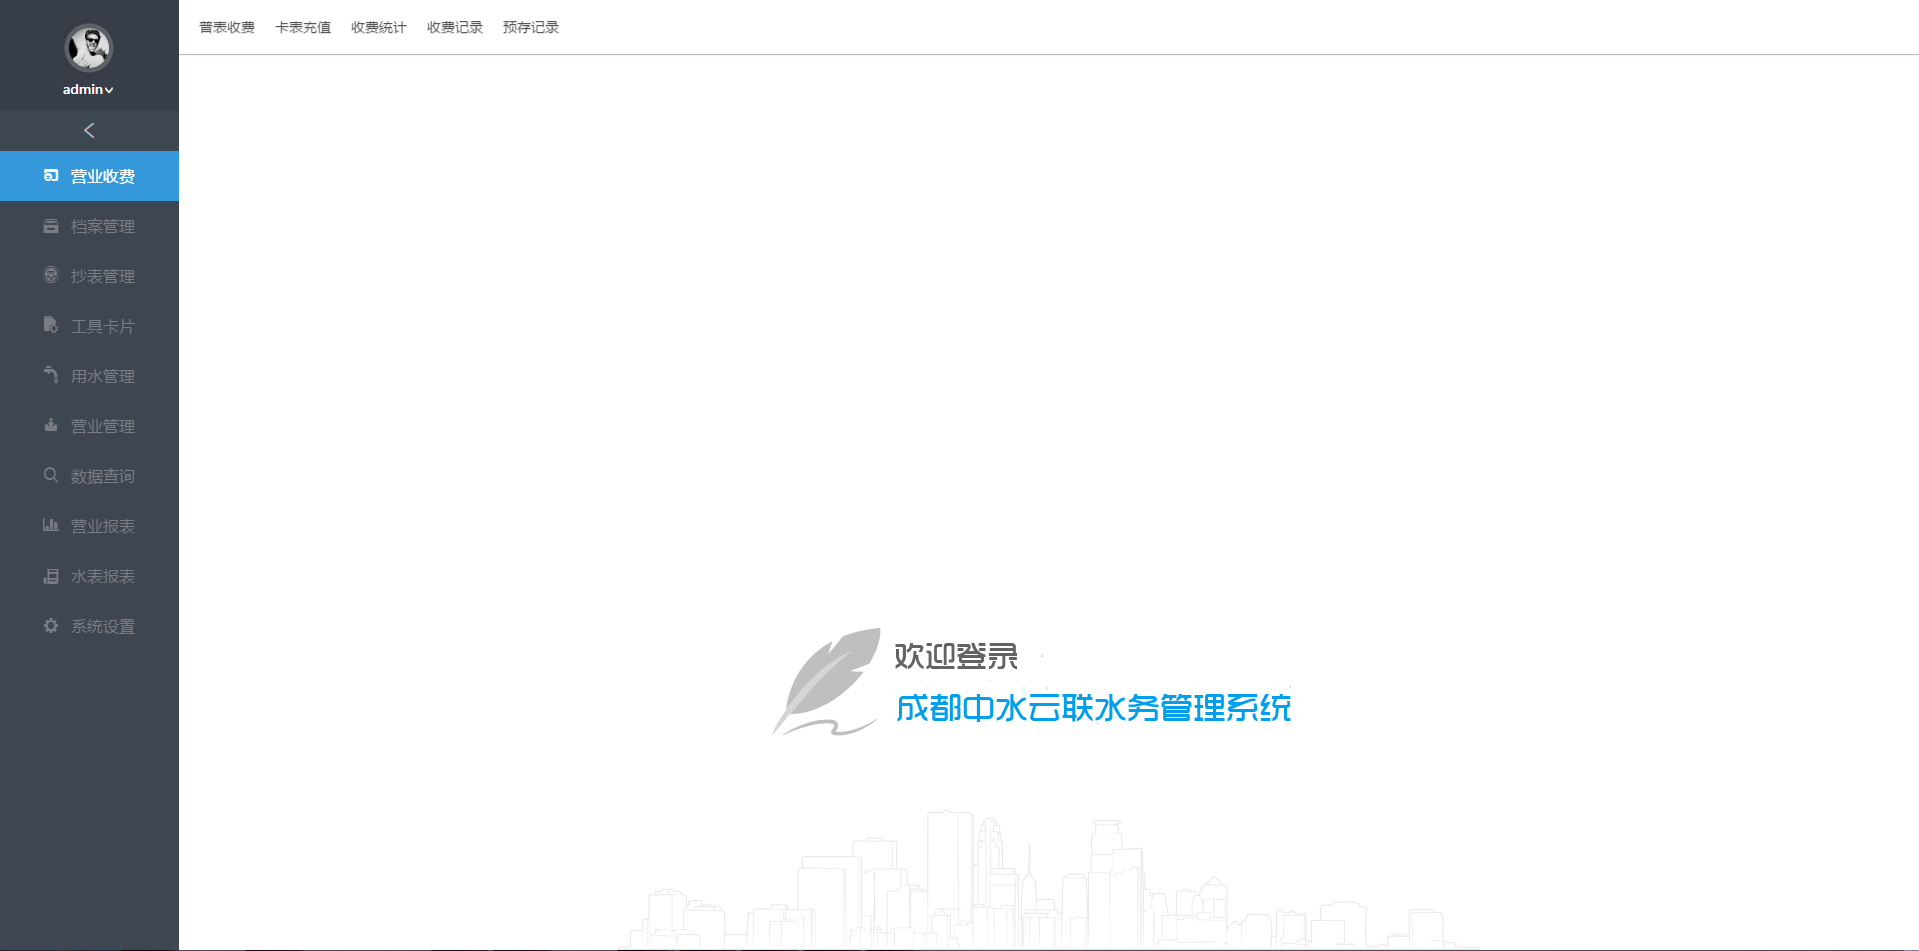 普表收费 卡表充值 收费统计 收费记录 预存记录
admin
营业收费
档案管理
抄表管理
工具卡片
用水管理
营业管理
数据查询
营业报表
水表报表
系统设置
欢迎登录
成都中水云联水务管理系统